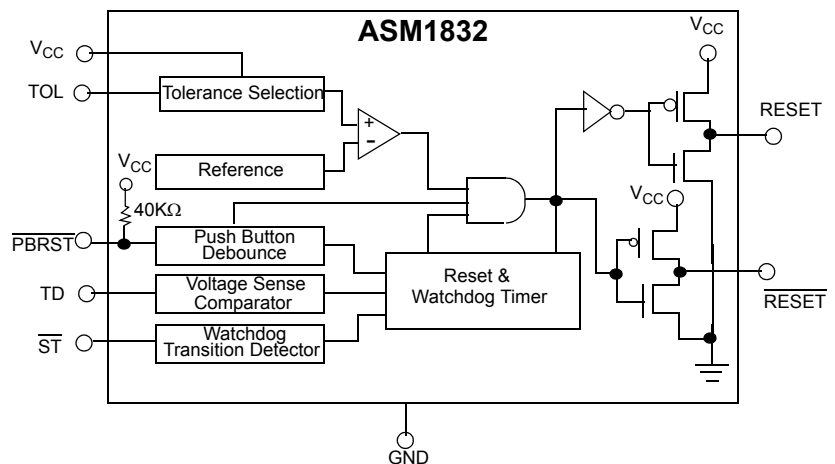 ASM1832
VCC
TOL
Tolerance Selection
+
−
Reference
VCC
40KΩ
PBRST
Push Button
Debounce
TD
Voltage Sense
Comparator
ST
Watchdog
Transition Detector
Reset &
Watchdog Timer
VCC
RESET
VCC
RESET
GND